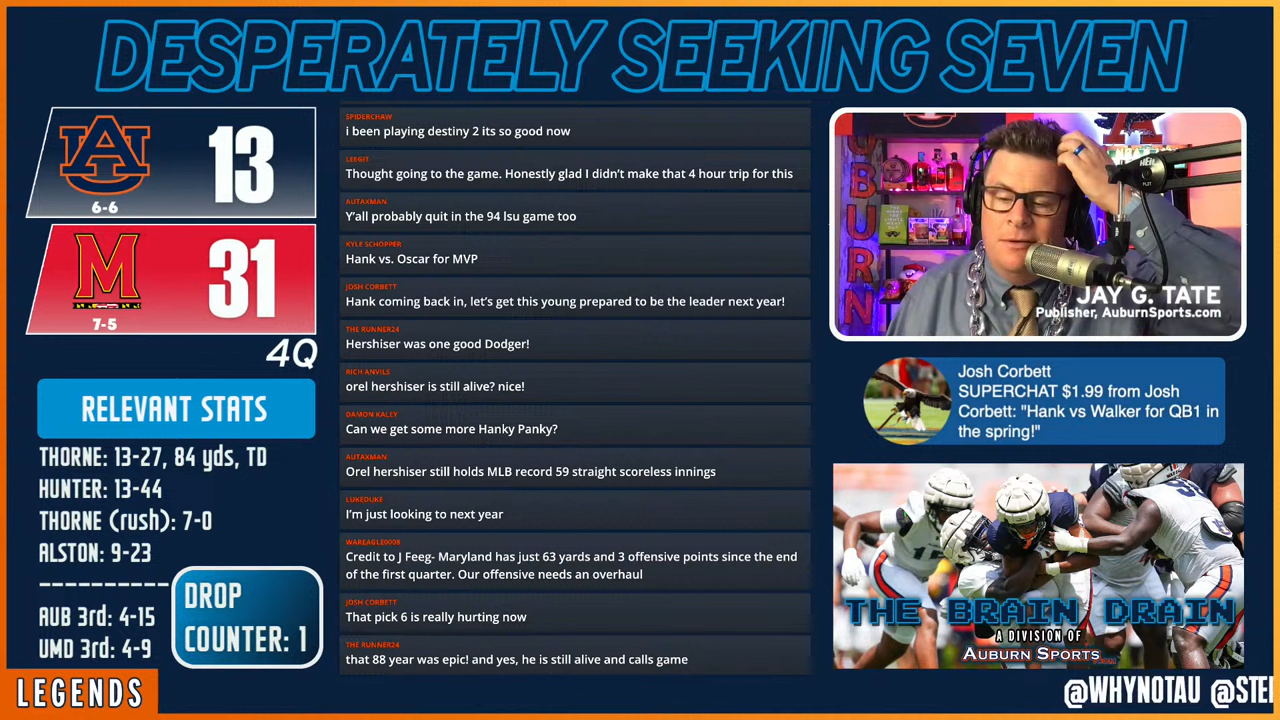 DESPERATELY SEEKING SEVEN
AU
13
6-6
M
31
7-5
4Q
RELEVANT STATS
THORNE: 13-27, 84 yds, TD
HUNTER: 13-44
THORNE (rush): 7-0
ALSTON: 9-23
----------
AUB 3rd: 4-15
UMD 3rd: 4-9
DROP
COUNTER: 1
SPIDERCHAW
i been playing destiny 2 its so good now
LEEGIT
Thought going to the game. Honestly glad I didn't make that 4 hour trip for this
AUTAXMAN
Y'all probably quit in the 94 lsu game too
KYLE SCHOPPER
Hank vs. Oscar for MVP
JOSH CORBETT
Hank coming back in, let's get this young prepared to be the leader next year!
THE RUNNER24
Hershiser was one good Dodger!
RICH ANVILS
orel hershiser is still alive? nice!
DAMON KALEY
Can we get some more Hanky Panky?
AUTAXMAN
Orel hershiser still holds MLB record 59 straight scoreless innings
LUKEDUKE
I'm just looking to next year
WAREAGLE0008
Credit to J Feeg- Maryland has just 63 yards and 3 offensive points since the end
of the first quarter. Our offensive needs an overhaul
JOSH CORBETT
That pick 6 is really hurting now
THE RUNNER24
that 88 year was epic! and yes, he is still alive and calls game
UBURN
HEIL
JAY G. TATE
Publisher, AuburnSports.com
Josh Corbett
SUPERCHAT $1.99 from Josh
Corbett: "Hank vs Walker for QB1 in
the spring!"
THE BRAIN DRAIN
A DIVISION OF
AUBURN SPORTS
LEGENDS
@WHYNOTAU @STE